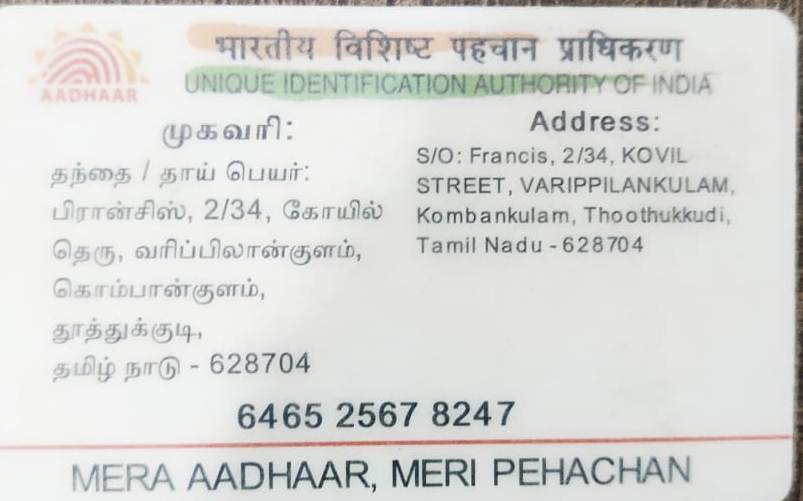 भारतीय विशिष्ट पहचान प्राधिकरण
AADHAAR
UNIQUE IDENTIFICATION AUTHORITY OF INDIA
முகவரி:
தந்தை / தாய் பெயர்:
பிரான்சிஸ், 2/34, கோயில்
தெரு, வரிப்பிலான்குளம்,
கொம்பான்குளம்,
தூத்துக்குடி,
தமிழ் நாடு - 628704
Address:
S/O: Francis, 2/34, KOVIL
STREET, VARIPPILANKULAM,
Kombankulam, Thoothukkudi,
Tamil Nadu - 628704
6465 2567 8247
MERA AADHAAR, MERI PEHACHAN